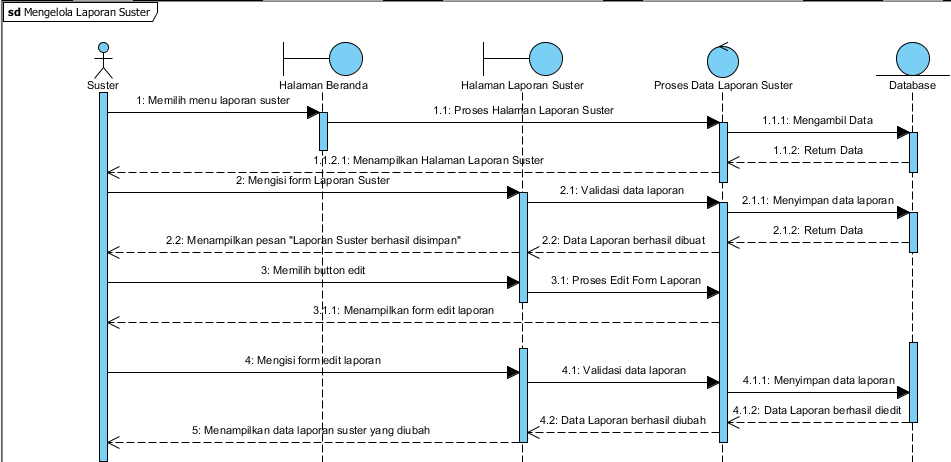 sd Mengelola Laporan Suster
Suster
Halaman Beranda
Halaman Laporan Suster
Proses Data Laporan Suster
Database
1: Memilih menu laporan suster
1.1: Proses Halaman Laporan Suster
1.1.1: Mengambil Data
1.1.2: Return Data
1.1.2.1: Menampilkan Halaman Laporan Suster
2: Mengisi form Laporan Suster
2.1: Validasi data laporan
2.1.1: Menyimpan data laporan
2.1.2: Return Data
2.2: Menampilkan pesan "Laporan Suster berhasil disimpan"
2.2: Data Laporan berhasil dibuat
3: Memilih button edit
3.1: Proses Edit Form Laporan
3.1.1: Menampilkan form edit laporan
4: Mengisi form edit laporan
4.1: Validasi data laporan
4.1.1: Menyimpan data laporan
4.1.2: Data Laporan berhasil diedit
4.2: Data Laporan berhasil diubah
5: Menampilkan data laporan suster yang diubah